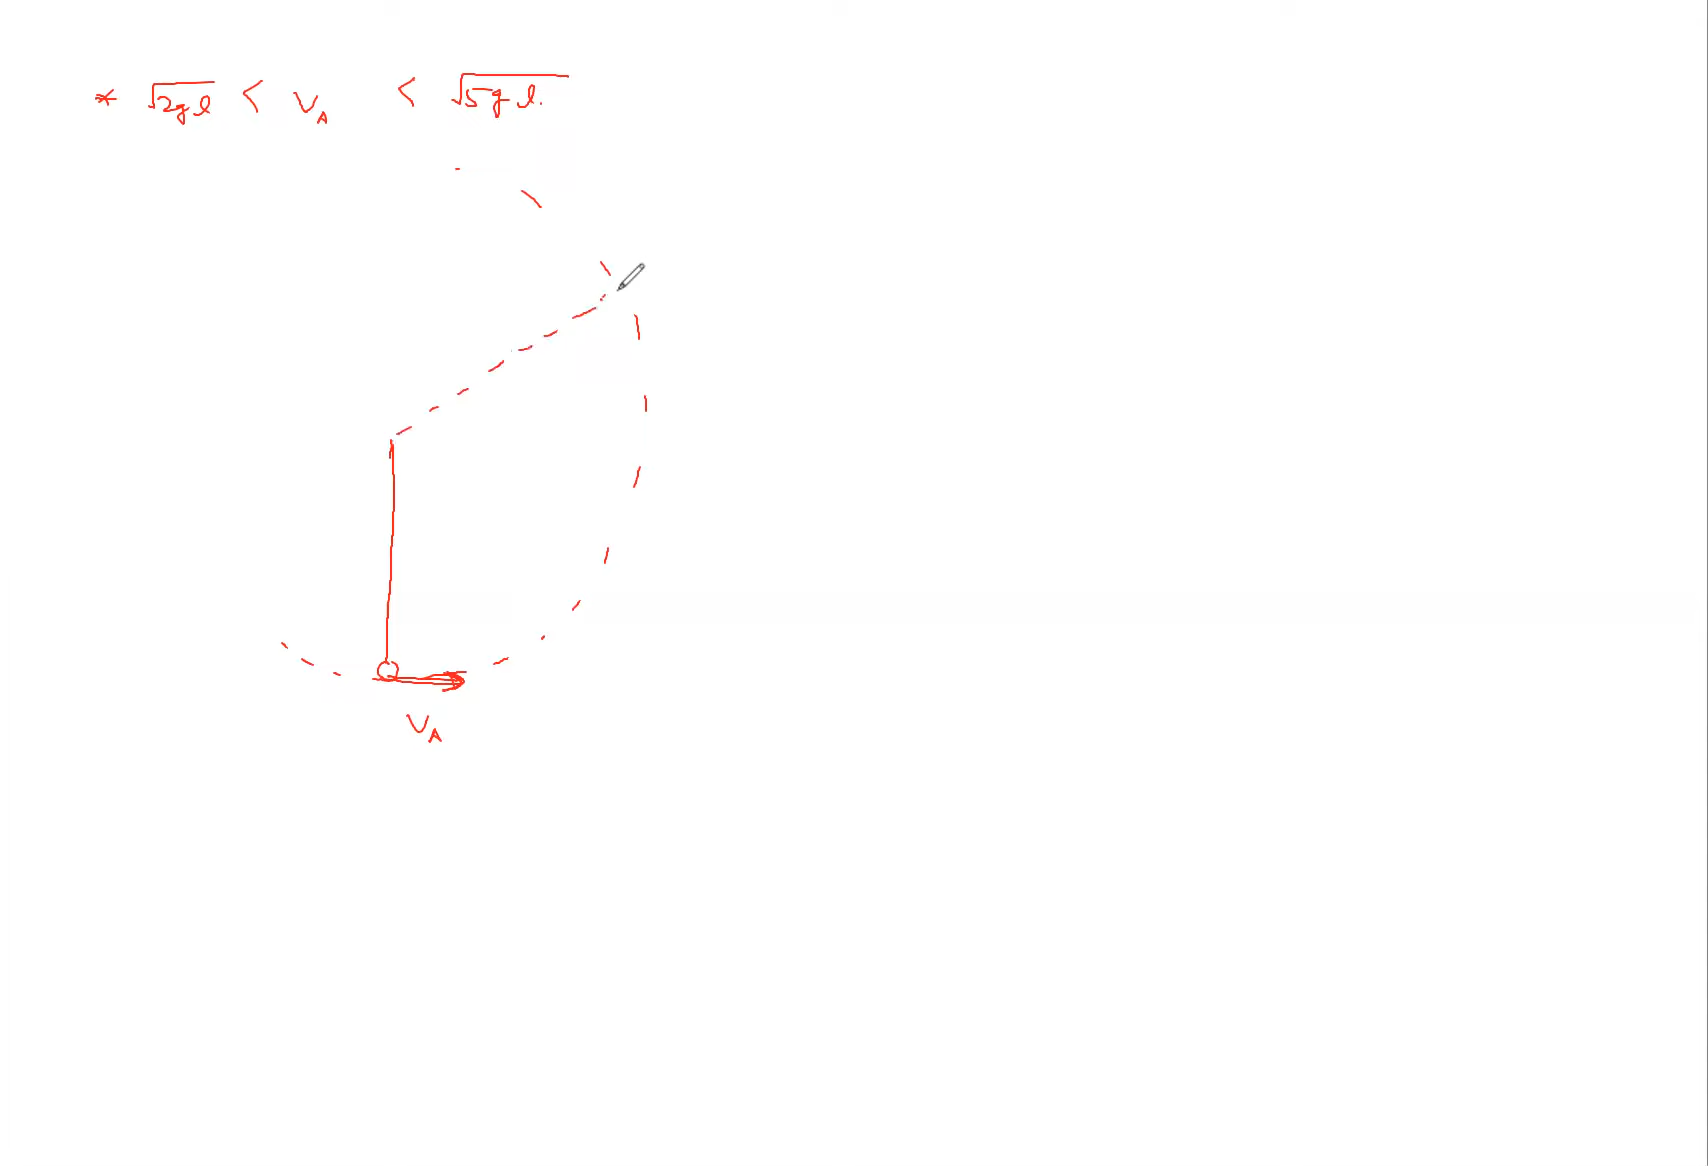 * √2gl < V_A < √5gl.
V_A